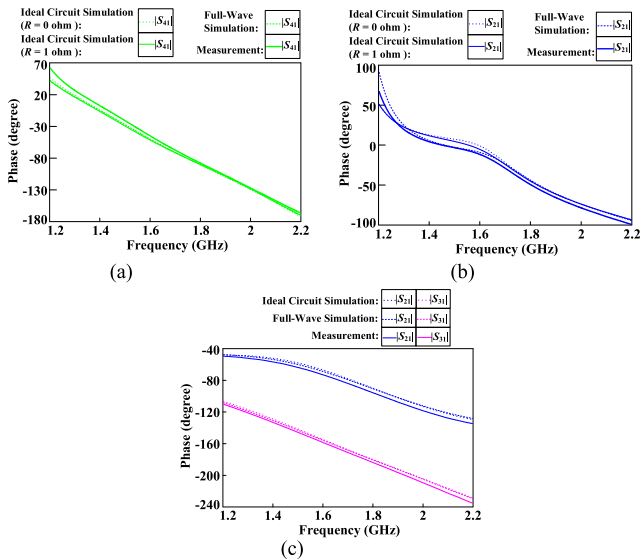 Ideal Circuit Simulation (R = 0 ohm ): |S41|
Ideal Circuit Simulation (R = 1 ohm ): |S41|
Full-Wave Simulation: |S41|
Measurement: |S41|
70
20
-30
-80
-130
-180
Phase (degree)
1.2 1.4 1.6 1.8 2 2.2
Frequency (GHz)
(a)
Ideal Circuit Simulation (R = 0 ohm ): |S21|
Ideal Circuit Simulation (R = 1 ohm ): |S21|
Full-Wave Simulation: |S21|
Measurement: |S21|
100
50
0
-50
-100
Phase (degree)
1.2 1.4 1.6 1.8 2 2.2
Frequency (GHz)
(b)
Ideal Circuit Simulation: |S21| |S31|
Full-Wave Simulation: |S21| |S31|
Measurement: |S21| |S31|
-40
-80
-120
-160
-200
-240
Phase (degree)
1.2 1.4 1.6 1.8 2 2.2
Frequency (GHz)
(c)